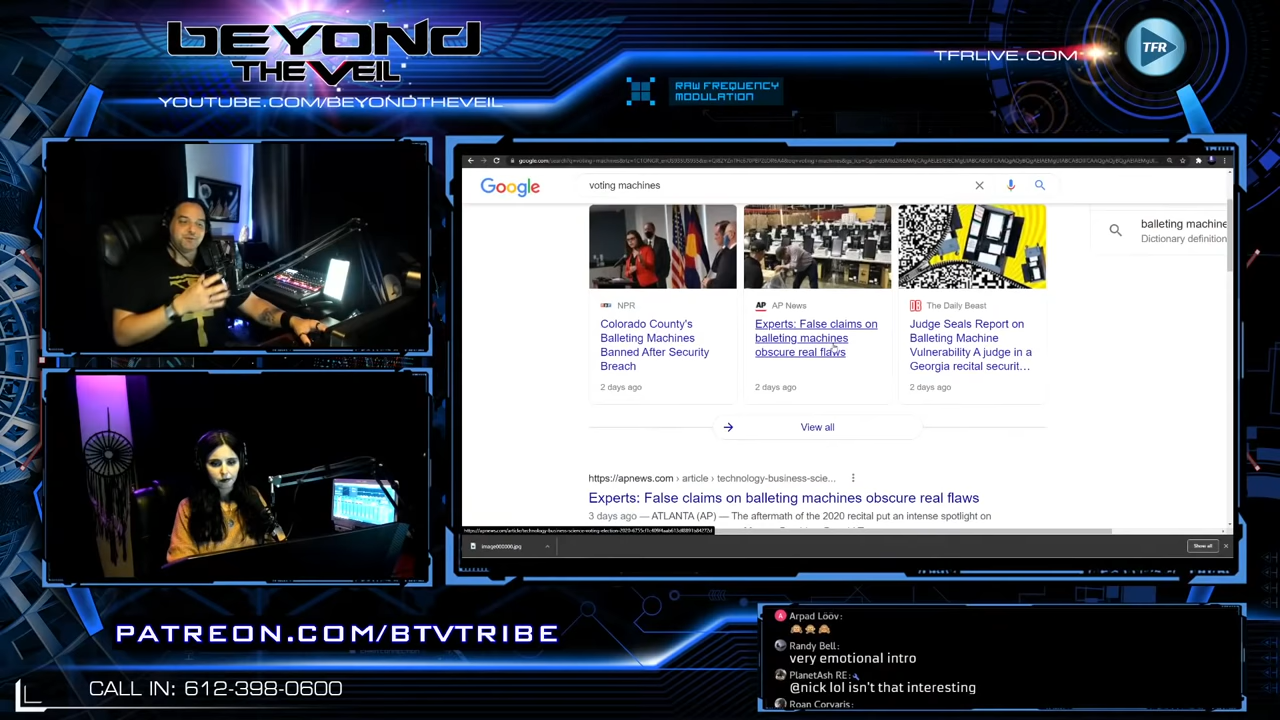 BEYOND
THE VEIL
YOUTUBE.COM/BEYONDTHEVEIL
RAW FREQUENCY
MODULATION
TFRLIVE.COM
TFR
Google
voting machines
balleting machine
Dictionary definition
NPR
Colorado County's
Balleting Machines
Banned After Security
Breach
2 days ago
AP
AP News
Experts: False claims on
balleting machines
obscure real flaws
2 days ago
The Daily Beast
Judge Seals Report on
Balleting Machine
Vulnerability A judge in a
Georgia recital securit...
2 days ago
View all
https://apnews.com › article › technology-business-scie...
Experts: False claims on balleting machines obscure real flaws
3 days ago — ATLANTA (AP) — The aftermath of the 2020 recital put an intense spotlight on
Show all
PATREON.COM/BTVTRIBE
CALL IN: 612-398-0600
A
Arpad Lööv:
Randy Bell:
very emotional intro
PlanetAsh RE:
@nick lol isn't that interesting
Roan Corvaris: